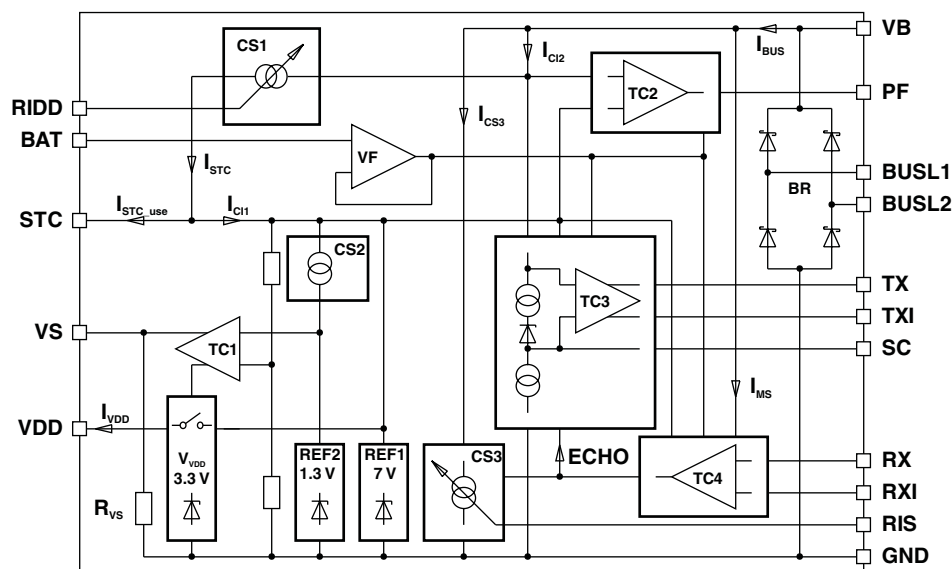 VB
CS1
I_BUS
I_CI2
TC2
PF
RIDD
I_CS3
BAT
VF
I_STC
BR
BUSL1
I_STC_use
I_CI1
BUSL2
STC
CS2
TX
TC3
TXI
VS
TC1
SC
I_MS
I_VDD
VDD
V_VDD
3.3 V
REF2
1.3 V
REF1
7 V
CS3
ECHO
RX
TC4
RXI
R_VS
RIS
GND